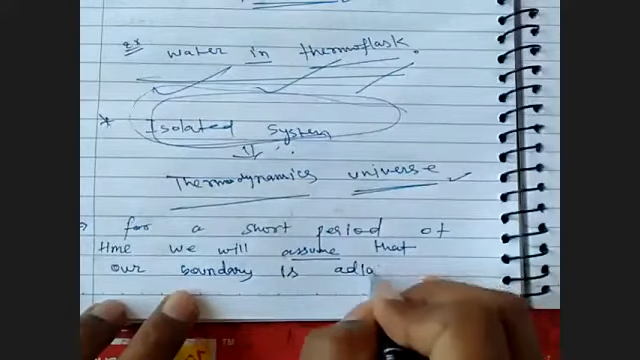 ex water in thermoflask.
* Isolated system
⇓ ∴
Thermodynamics universe
for a short period of
time we will assume that
our boundary is adia